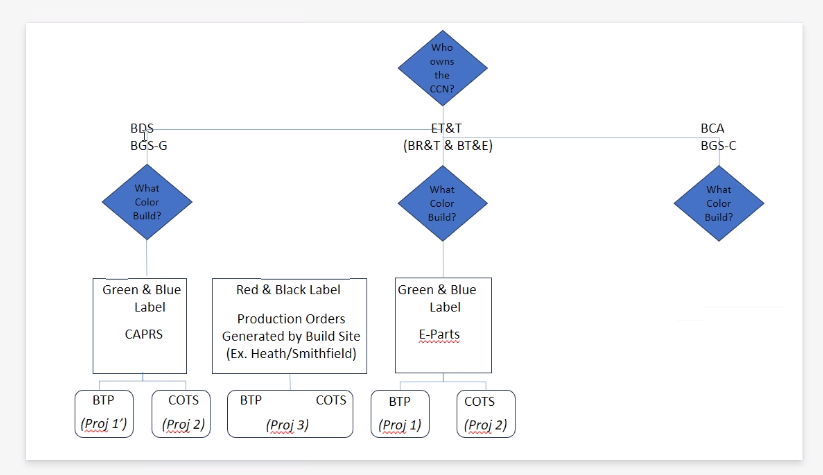 Who
owns
the
CCN?
BDS
BGS-G
ET&T
(BR&T & BT&E)
BCA
BGS-C
What
Color
Build?
What
Color
Build?
What
Color
Build?
Green & Blue
Label
CAPRS
Red & Black Label
Production Orders
Generated by Build Site
(Ex. Heath/Smithfield)
Green & Blue
Label
E-Parts
BTP
(Proj 1')
COTS
(Proj 2)
BTP COTS
(Proj 3)
BTP
(Proj 1)
COTS
(Proj 2)